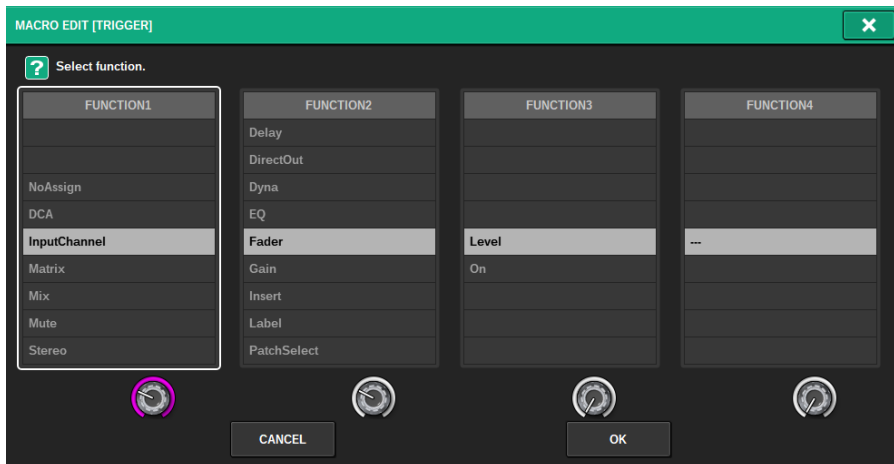 MACRO EDIT [TRIGGER]
? Select function.
FUNCTION1 FUNCTION2 FUNCTION3 FUNCTION4
Delay
DirectOut
NoAssign Dyna
DCA EQ
InputChannel Fader Level ---
Matrix Gain On
Mix Insert
Mute Label
Stereo PatchSelect
CANCEL OK